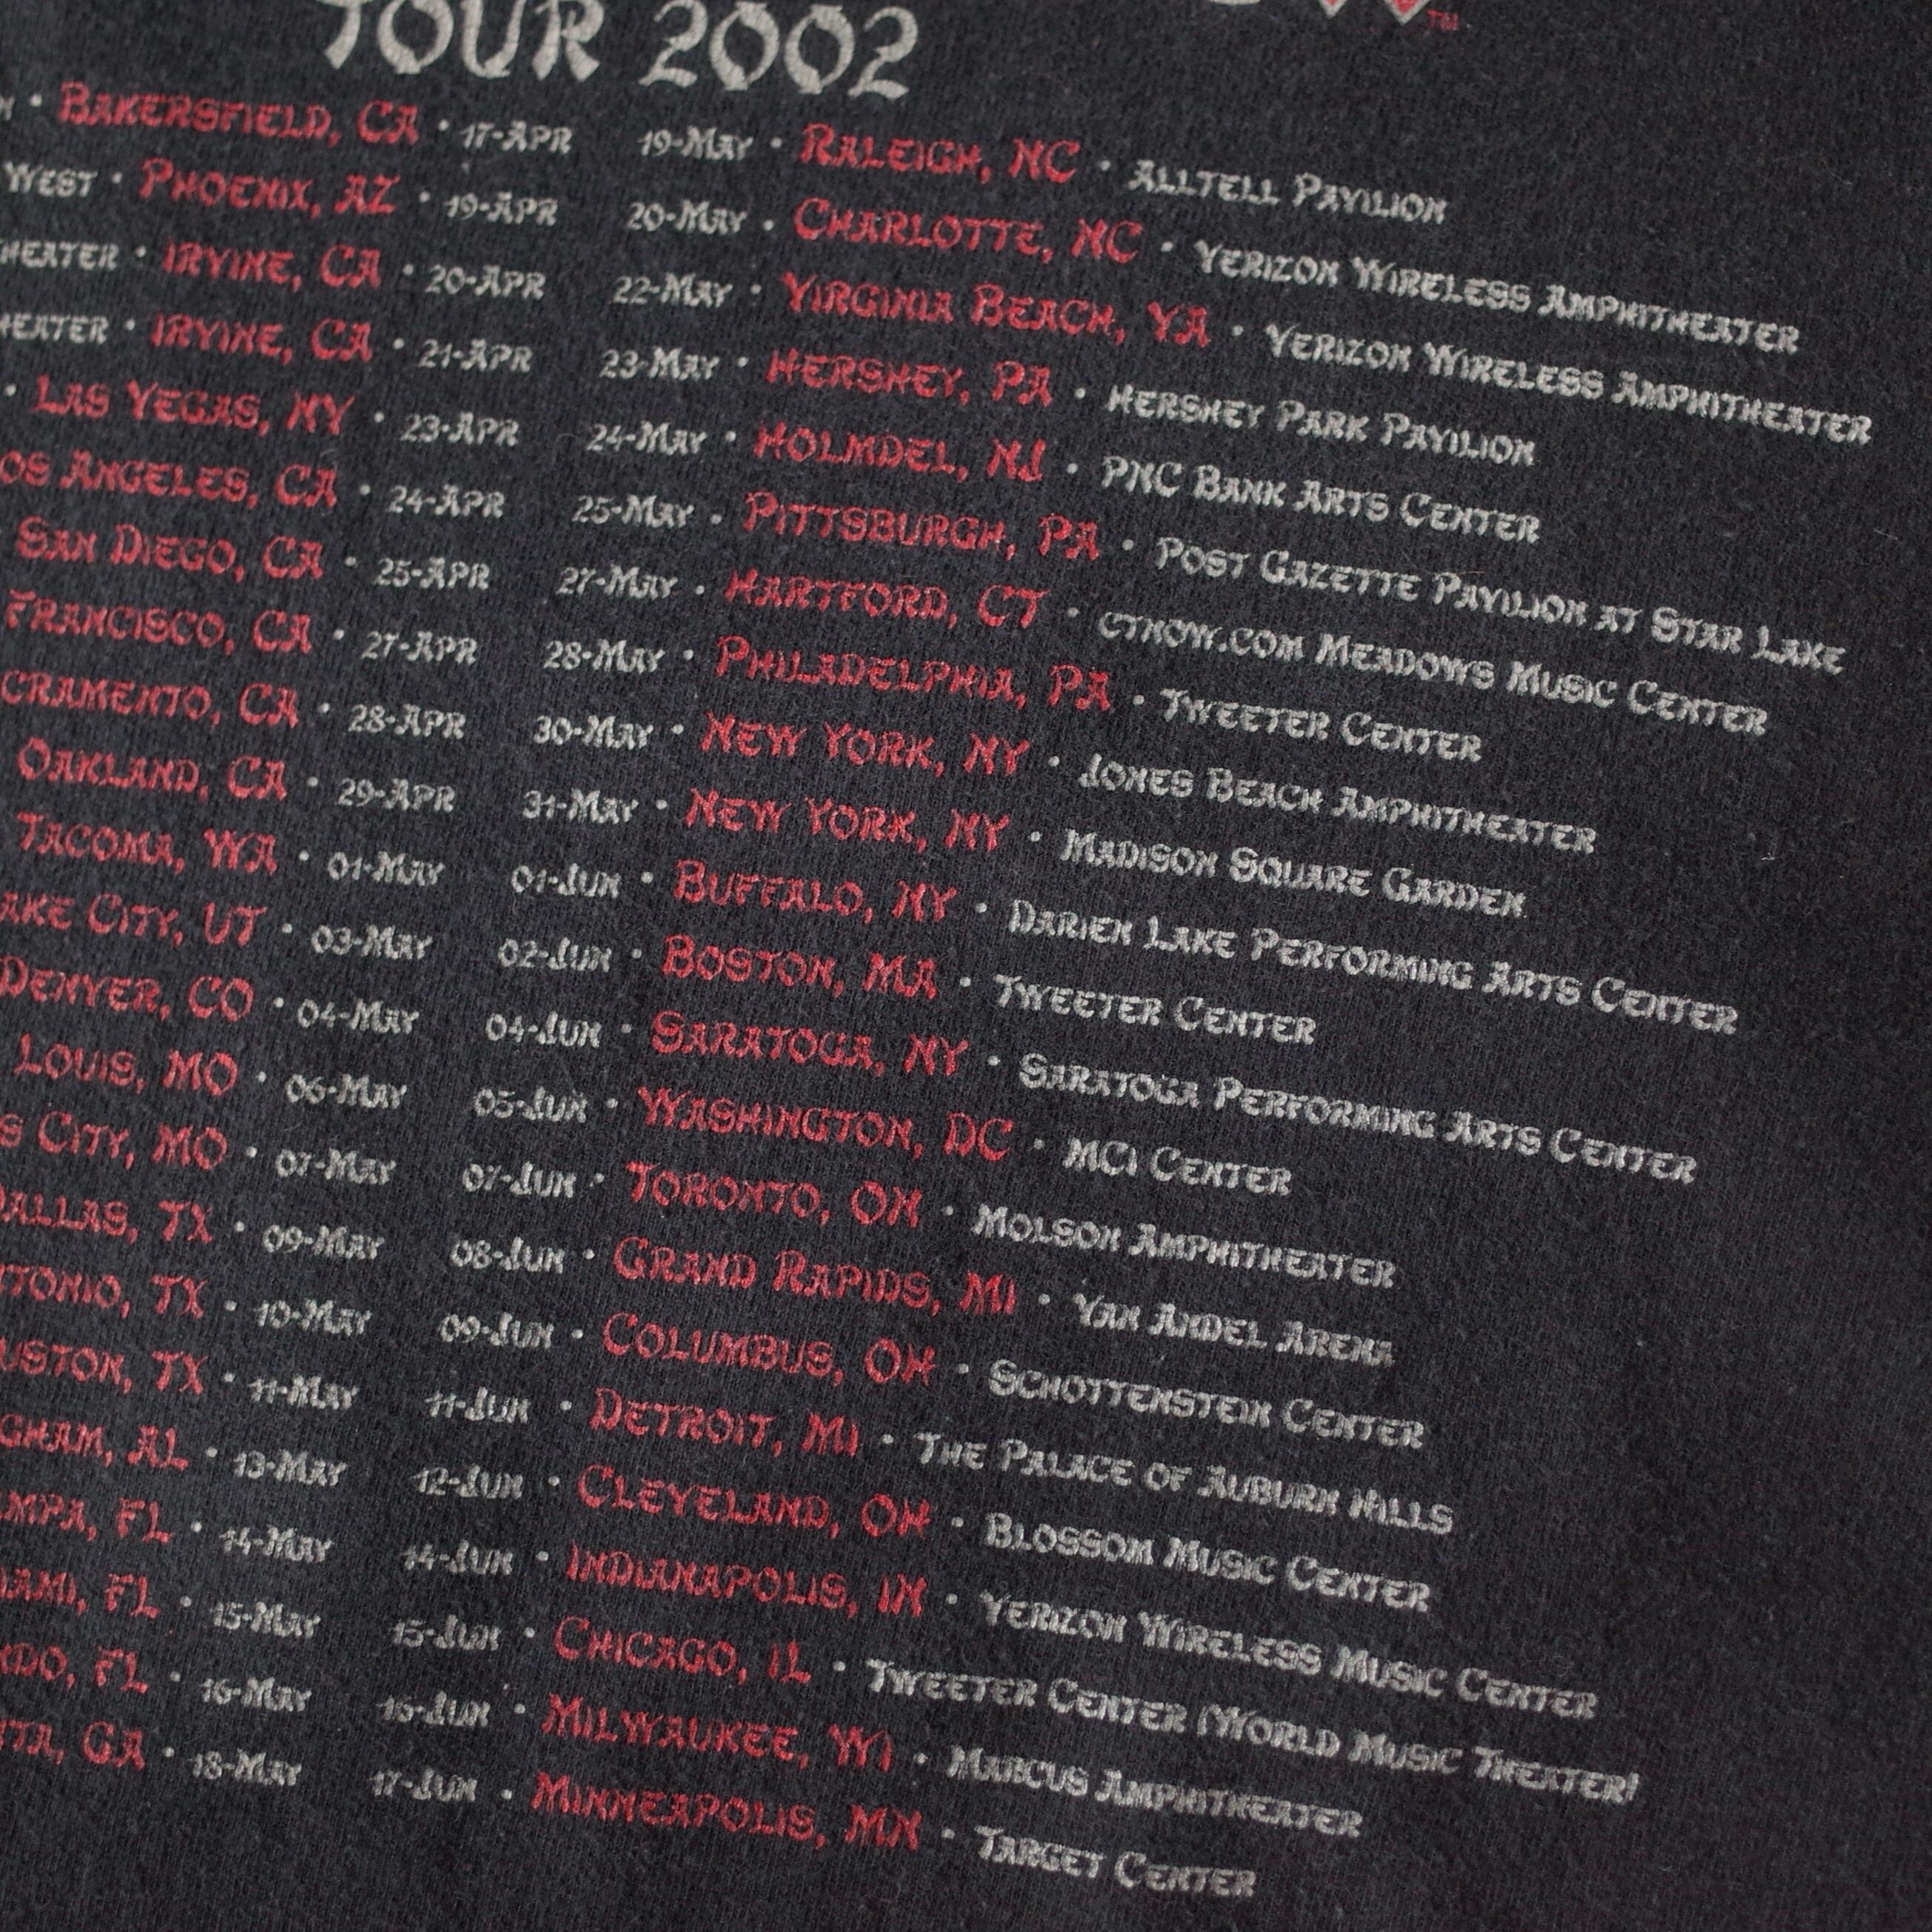 TOUR 2002
TM
• BAKERSFIELD, CA • 17-APR
WEST • PHOENIX, AZ • 19-APR
HEATER • IRVINE, CA • 20-APR
HEATER • IRVINE, CA • 21-APR
• LAS VEGAS, NV • 23-APR
OS ANGELES, CA • 24-APR
SAN DIEGO, CA • 25-APR
FRANCISCO, CA • 27-APR
CRAMENTO, CA • 28-APR
OAKLAND, CA • 29-APR
TACOMA, WA • 01-MAY
AKE CITY, UT • 03-MAY
DENVER, CO • 04-MAY
LOUIS, MO • 06-MAY
S CITY, MO • 07-MAY
DALLAS, TX • 09-MAY
TONIO, TX • 10-MAY
USTON, TX • 11-MAY
GHAM, AL • 13-MAY
MPA, FL • 14-MAY
IAMI, FL • 15-MAY
DO, FL • 16-MAY
TA, GA • 18-MAY
19-MAY • RALEIGH, NC • ALLTELL PAVILION
20-MAY • CHARLOTTE, NC • VERIZON WIRELESS AMPHITHEATER
22-MAY • VIRGINIA BEACH, VA • VERIZON WIRELESS AMPHITHEATER
23-MAY • HERSHEY, PA • HERSHEY PARK PAVILION
24-MAY • HOLMDEL, NJ • PNC BANK ARTS CENTER
25-MAY • PITTSBURGH, PA • POST GAZETTE PAVILION AT STAR LAKE
27-MAY • HARTFORD, CT • CTNOW.COM MEADOWS MUSIC CENTER
28-MAY • PHILADELPHIA, PA • TWEETER CENTER
30-MAY • NEW YORK, NY • JONES BEACH AMPHITHEATER
31-MAY • NEW YORK, NY • MADISON SQUARE GARDEN
01-JUN • BUFFALO, NY • DARIEN LAKE PERFORMING ARTS CENTER
02-JUN • BOSTON, MA • TWEETER CENTER
04-JUN • SARATOGA, NY • SARATOGA PERFORMING ARTS CENTER
05-JUN • WASHINGTON, DC • MCI CENTER
07-JUN • TORONTO, OH • MOLSON AMPHITHEATER
08-JUN • GRAND RAPIDS, MI • VAN ANDEL ARENA
09-JUN • COLUMBUS, OH • SCHOTTENSTEIN CENTER
11-JUN • DETROIT, MI • THE PALACE OF AUBURN HILLS
12-JUN • CLEVELAND, OH • BLOSSOM MUSIC CENTER
14-JUN • INDIANAPOLIS, IN • VERIZON WIRELESS MUSIC CENTER
15-JUN • CHICAGO, IL • TWEETER CENTER (WORLD MUSIC THEATER)
16-JUN • MILWAUKEE, WI • MARCUS AMPHITHEATER
17-JUN • MINNEAPOLIS, MN • TARGET CENTER